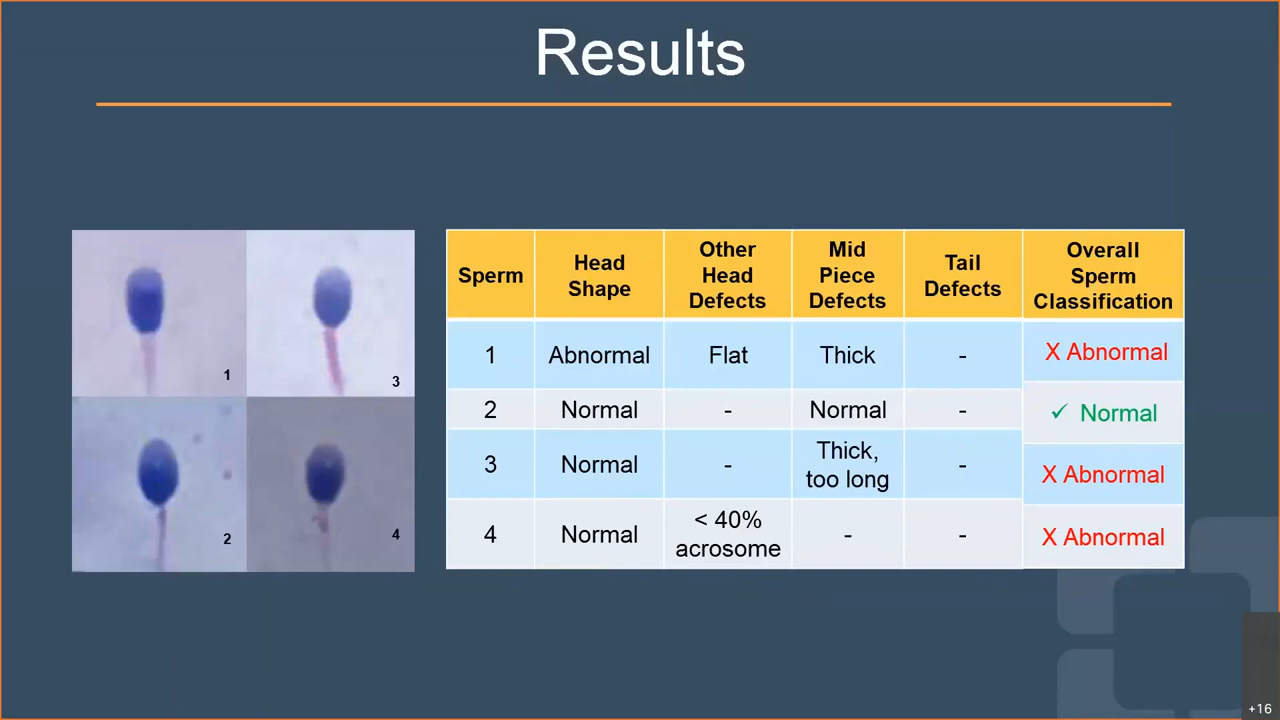 Results
1
3
2
4
Sperm
Head
Shape
Other
Head
Defects
Mid
Piece
Defects
Tail
Defects
Overall
Sperm
Classification
1
Abnormal
Flat
Thick
-
X Abnormal
2
Normal
-
Normal
-
✓ Normal
3
Normal
-
Thick,
too long
-
X Abnormal
4
Normal
< 40%
acrosome
-
-
X Abnormal
+16